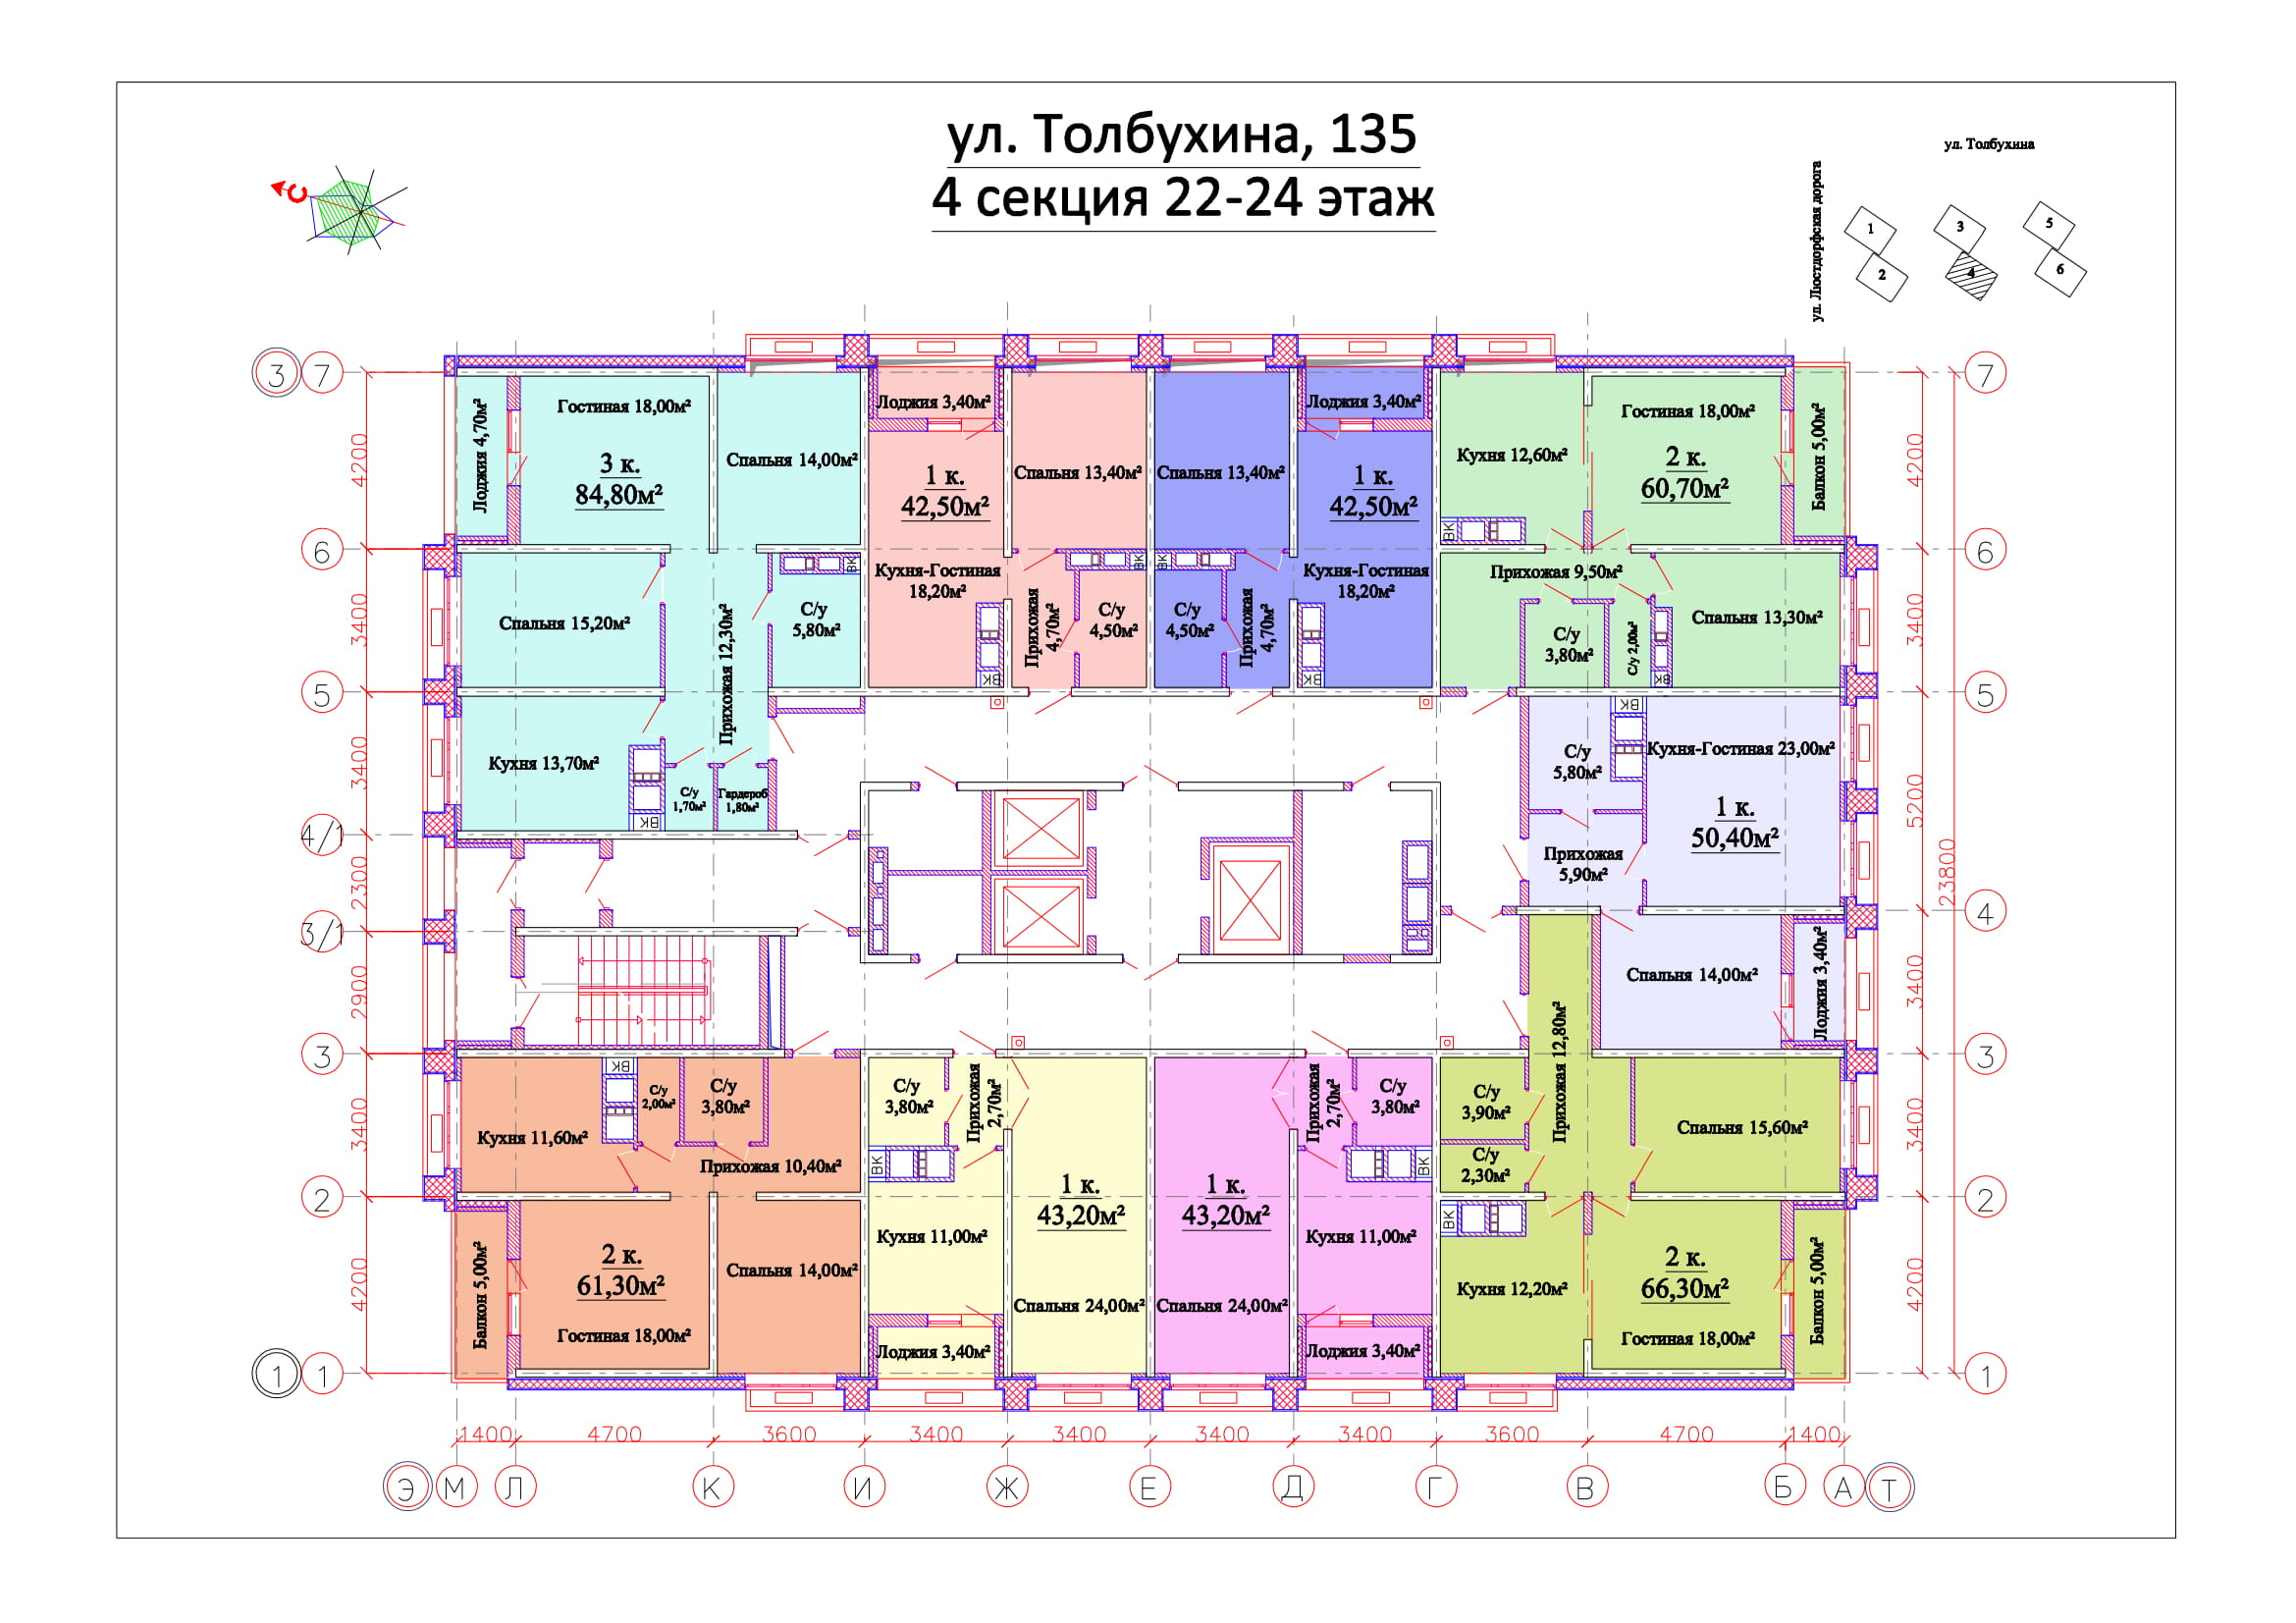 ул. Толбухина, 135
4 секция 22-24 этаж
С
ул. Толбухина
ул. Люстдорфская дорога
1
2
3
4
5
6
3 7
6
5
4/1
3/1
3
2
1 1
7
6
5
4
3
2
1
4200
3400
3400
2300
2900
3400
4200
4200
3400
5200
3400
3400
4200
23800
Лоджия 4,70м²
Гостиная 18,00м²
3 к.
84,80м²
Спальня 14,00м²
Спальня 15,20м²
Прихожая 12,30м²
С/у
5,80м²
ВК
Кухня 13,70м²
ВК
С/у
1,70м²
Гардероб
1,80м²
Лоджия 3,40м²
1 к.
42,50м²
Спальня 13,40м²
Кухня-Гостиная
18,20м²
Прихожая
4,70м²
С/у
4,50м²
ВК
ВК
Лоджия 3,40м²
Спальня 13,40м²
1 к.
42,50м²
Кухня-Гостиная
18,20м²
С/у
4,50м²
Прихожая
4,70м²
ВК
ВК
Кухня 12,60м²
Гостиная 18,00м²
2 к.
60,70м²
Балкон 5,00м²
ВК
Прихожая 9,50м²
С/у
3,80м²
С/у 2,00м²
Спальня 13,30м²
ВК
ВК
С/у
5,80м²
Кухня-Гостиная 23,00м²
1 к.
50,40м²
Прихожая
5,90м²
Спальня 14,00м²
Лоджия 3,40м²
Кухня 11,60м²
ВК
С/у
2,00м²
С/у
3,80м²
Прихожая 10,40м²
Балкон 5,00м²
2 к.
61,30м²
Гостиная 18,00м²
Спальня 14,00м²
С/у
3,80м²
Прихожая
2,70м²
ВК
1 к.
43,20м²
Кухня 11,00м²
Спальня 24,00м²
Лоджия 3,40м²
Прихожая
2,70м²
С/у
3,80м²
ВК
1 к.
43,20м²
Кухня 11,00м²
Спальня 24,00м²
Лоджия 3,40м²
Прихожая 12,80м²
С/у
3,90м²
С/у
2,30м²
Спальня 15,60м²
ВК
Кухня 12,20м²
2 к.
66,30м²
Гостиная 18,00м²
Балкон 5,00м²
1400 4700 3600 3400 3400 3400 3400 3600 4700 1400
Э М Л К И Ж Е Д Г В Б А Т